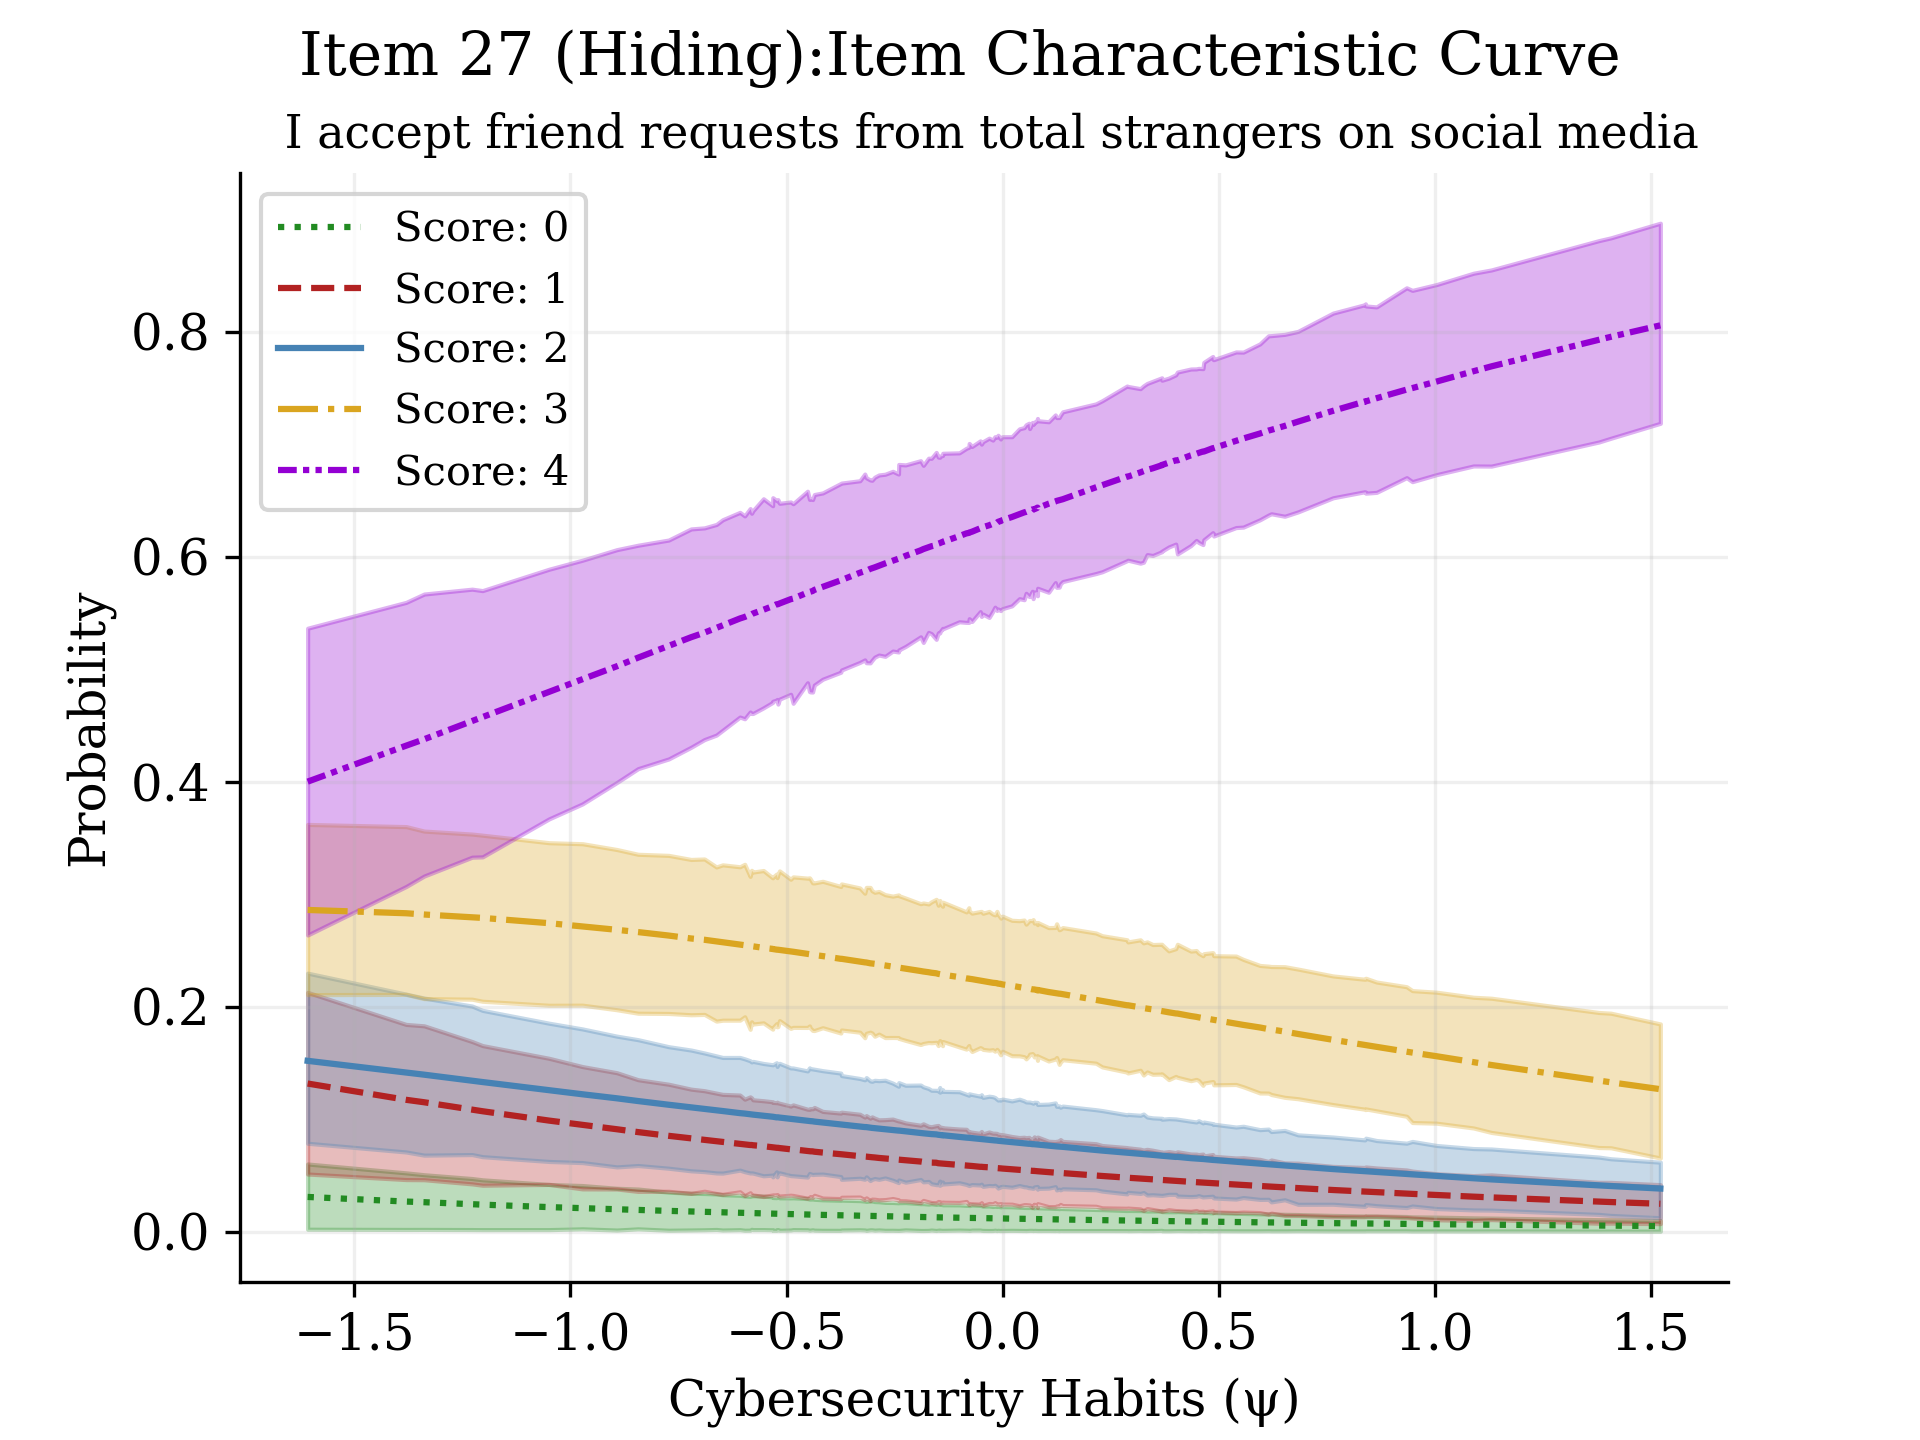 Item 27 (Hiding):Item Characteristic Curve
I accept friend requests from total strangers on social media
Score: 0
Score: 1
Score: 2
Score: 3
Score: 4
Probability
0.8
0.6
0.4
0.2
0.0
−1.5 −1.0 −0.5 0.0 0.5 1.0 1.5
Cybersecurity Habits (ψ)